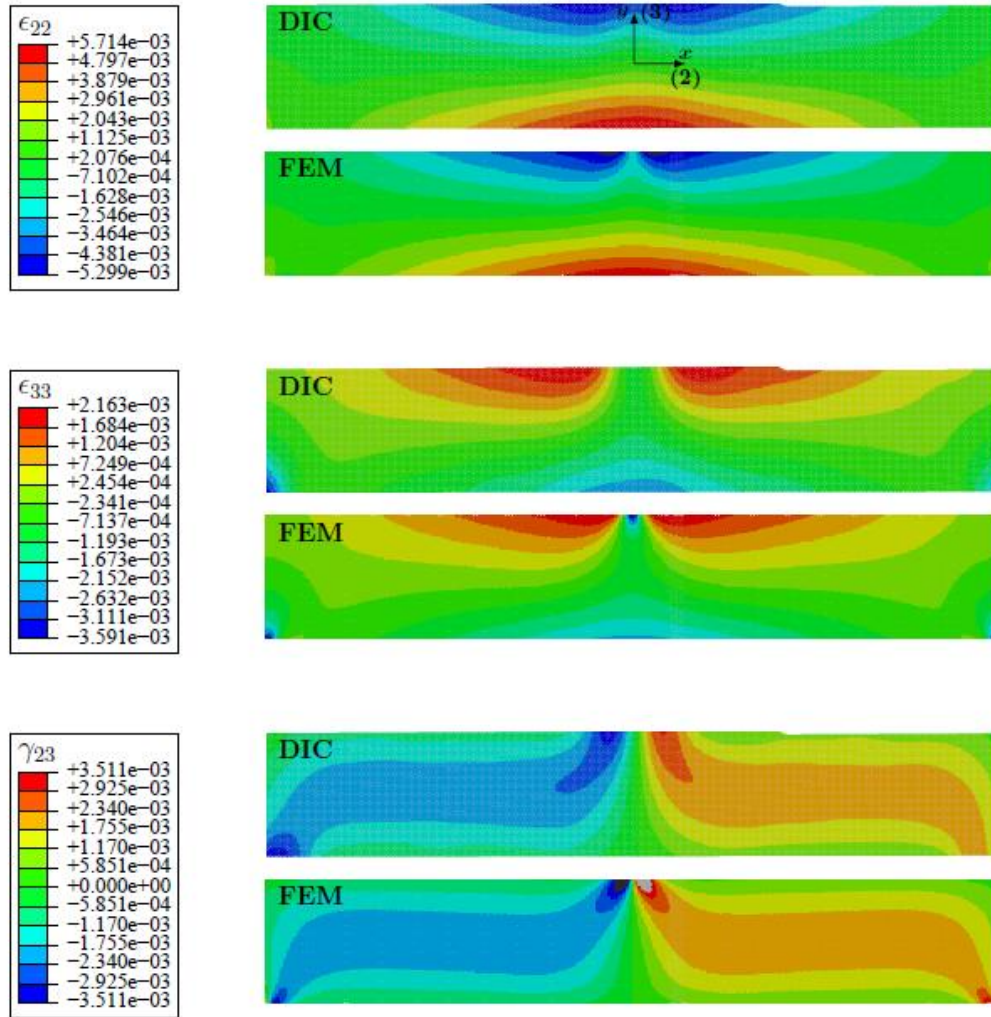 ϵ22
+5.714e−03
+4.797e−03
+3.879e−03
+2.961e−03
+2.043e−03
+1.125e−03
+2.076e−04
−7.102e−04
−1.628e−03
−2.546e−03
−3.464e−03
−4.381e−03
−5.299e−03
DIC
y (3)
x
(2)
FEM
ϵ33
+2.163e−03
+1.684e−03
+1.204e−03
+7.249e−04
+2.454e−04
−2.341e−04
−7.137e−04
−1.193e−03
−1.673e−03
−2.152e−03
−2.632e−03
−3.111e−03
−3.591e−03
DIC
FEM
γ23
+3.511e−03
+2.925e−03
+2.340e−03
+1.755e−03
+1.170e−03
+5.851e−04
+0.000e+00
−5.851e−04
−1.170e−03
−1.755e−03
−2.340e−03
−2.925e−03
−3.511e−03
DIC
FEM